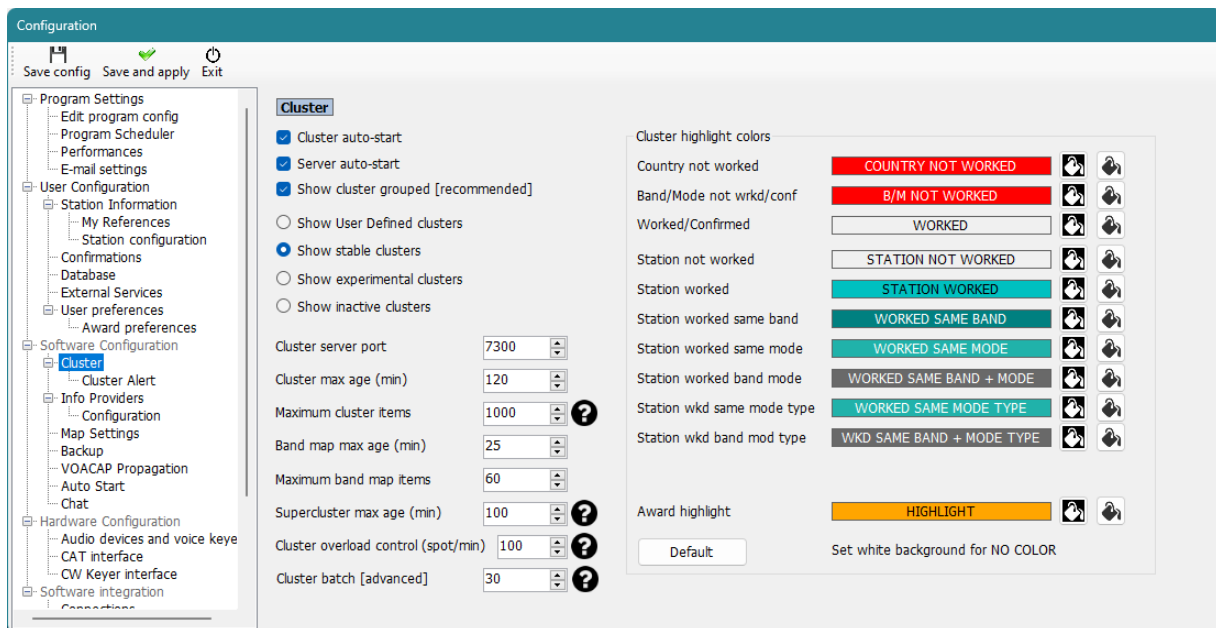 Configuration
Save config Save and apply Exit
Program Settings
Edit program config
Program Scheduler
Performances
E-mail settings
User Configuration
Station Information
My References
Station configuration
Confirmations
Database
External Services
User preferences
Award preferences
Software Configuration
Cluster
Cluster Alert
Info Providers
Configuration
Map Settings
Backup
VOACAP Propagation
Auto Start
Chat
Hardware Configuration
Audio devices and voice keye
CAT interface
CW Keyer interface
Software integration
Connections
Cluster
Cluster auto-start
Server auto-start
Show cluster grouped [recommended]
Show User Defined clusters
Show stable clusters
Show experimental clusters
Show inactive clusters
Cluster server port 7300
Cluster max age (min) 120
Maximum cluster items 1000 ?
Band map max age (min) 25
Maximum band map items 60
Supercluster max age (min) 100 ?
Cluster overload control (spot/min) 100 ?
Cluster batch [advanced] 30 ?
Cluster highlight colors
Country not worked COUNTRY NOT WORKED
Band/Mode not wrkd/conf B/M NOT WORKED
Worked/Confirmed WORKED
Station not worked STATION NOT WORKED
Station worked STATION WORKED
Station worked same band WORKED SAME BAND
Station worked same mode WORKED SAME MODE
Station worked band mode WORKED SAME BAND + MODE
Station wkd same mode type WORKED SAME MODE TYPE
Station wkd band mod type WKD SAME BAND + MODE TYPE
Award highlight HIGHLIGHT
Default Set white background for NO COLOR